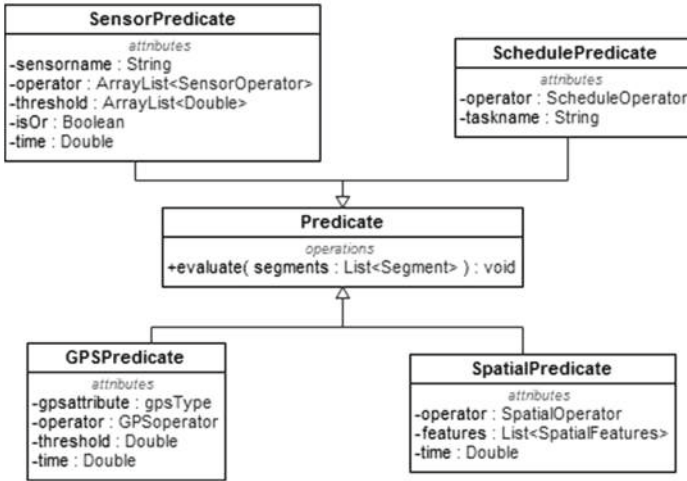 SensorPredicate
attributes
-sensorname : String
-operator : ArrayList<SensorOperator>
-threshold : ArrayList<Double>
-isOr : Boolean
-time : Double
SchedulePredicate
attributes
-operator : ScheduleOperator
-taskname : String
Predicate
operations
+evaluate( segments : List<Segment> ) : void
GPSPredicate
attributes
-gpsattribute : gpsType
-operator : GPSoperator
-threshold : Double
-time : Double
SpatialPredicate
attributes
-operator : SpatialOperator
-features : List<SpatialFeatures>
-time : Double